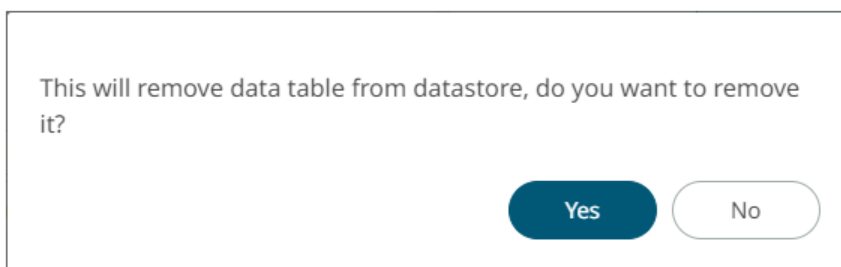 This will remove data table from datastore, do you want to remove
it?
Yes
No